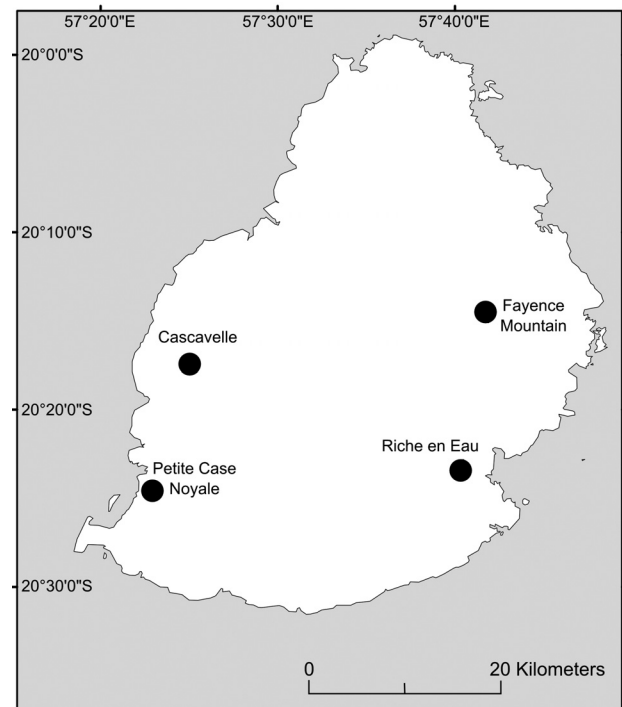 57°20'0"E 57°30'0"E 57°40'0"E
20°0'0"S
20°10'0"S
Fayence
Mountain
Cascavelle
20°20'0"S
Riche en Eau
Petite Case
Noyale
20°30'0"S
0 20 Kilometers